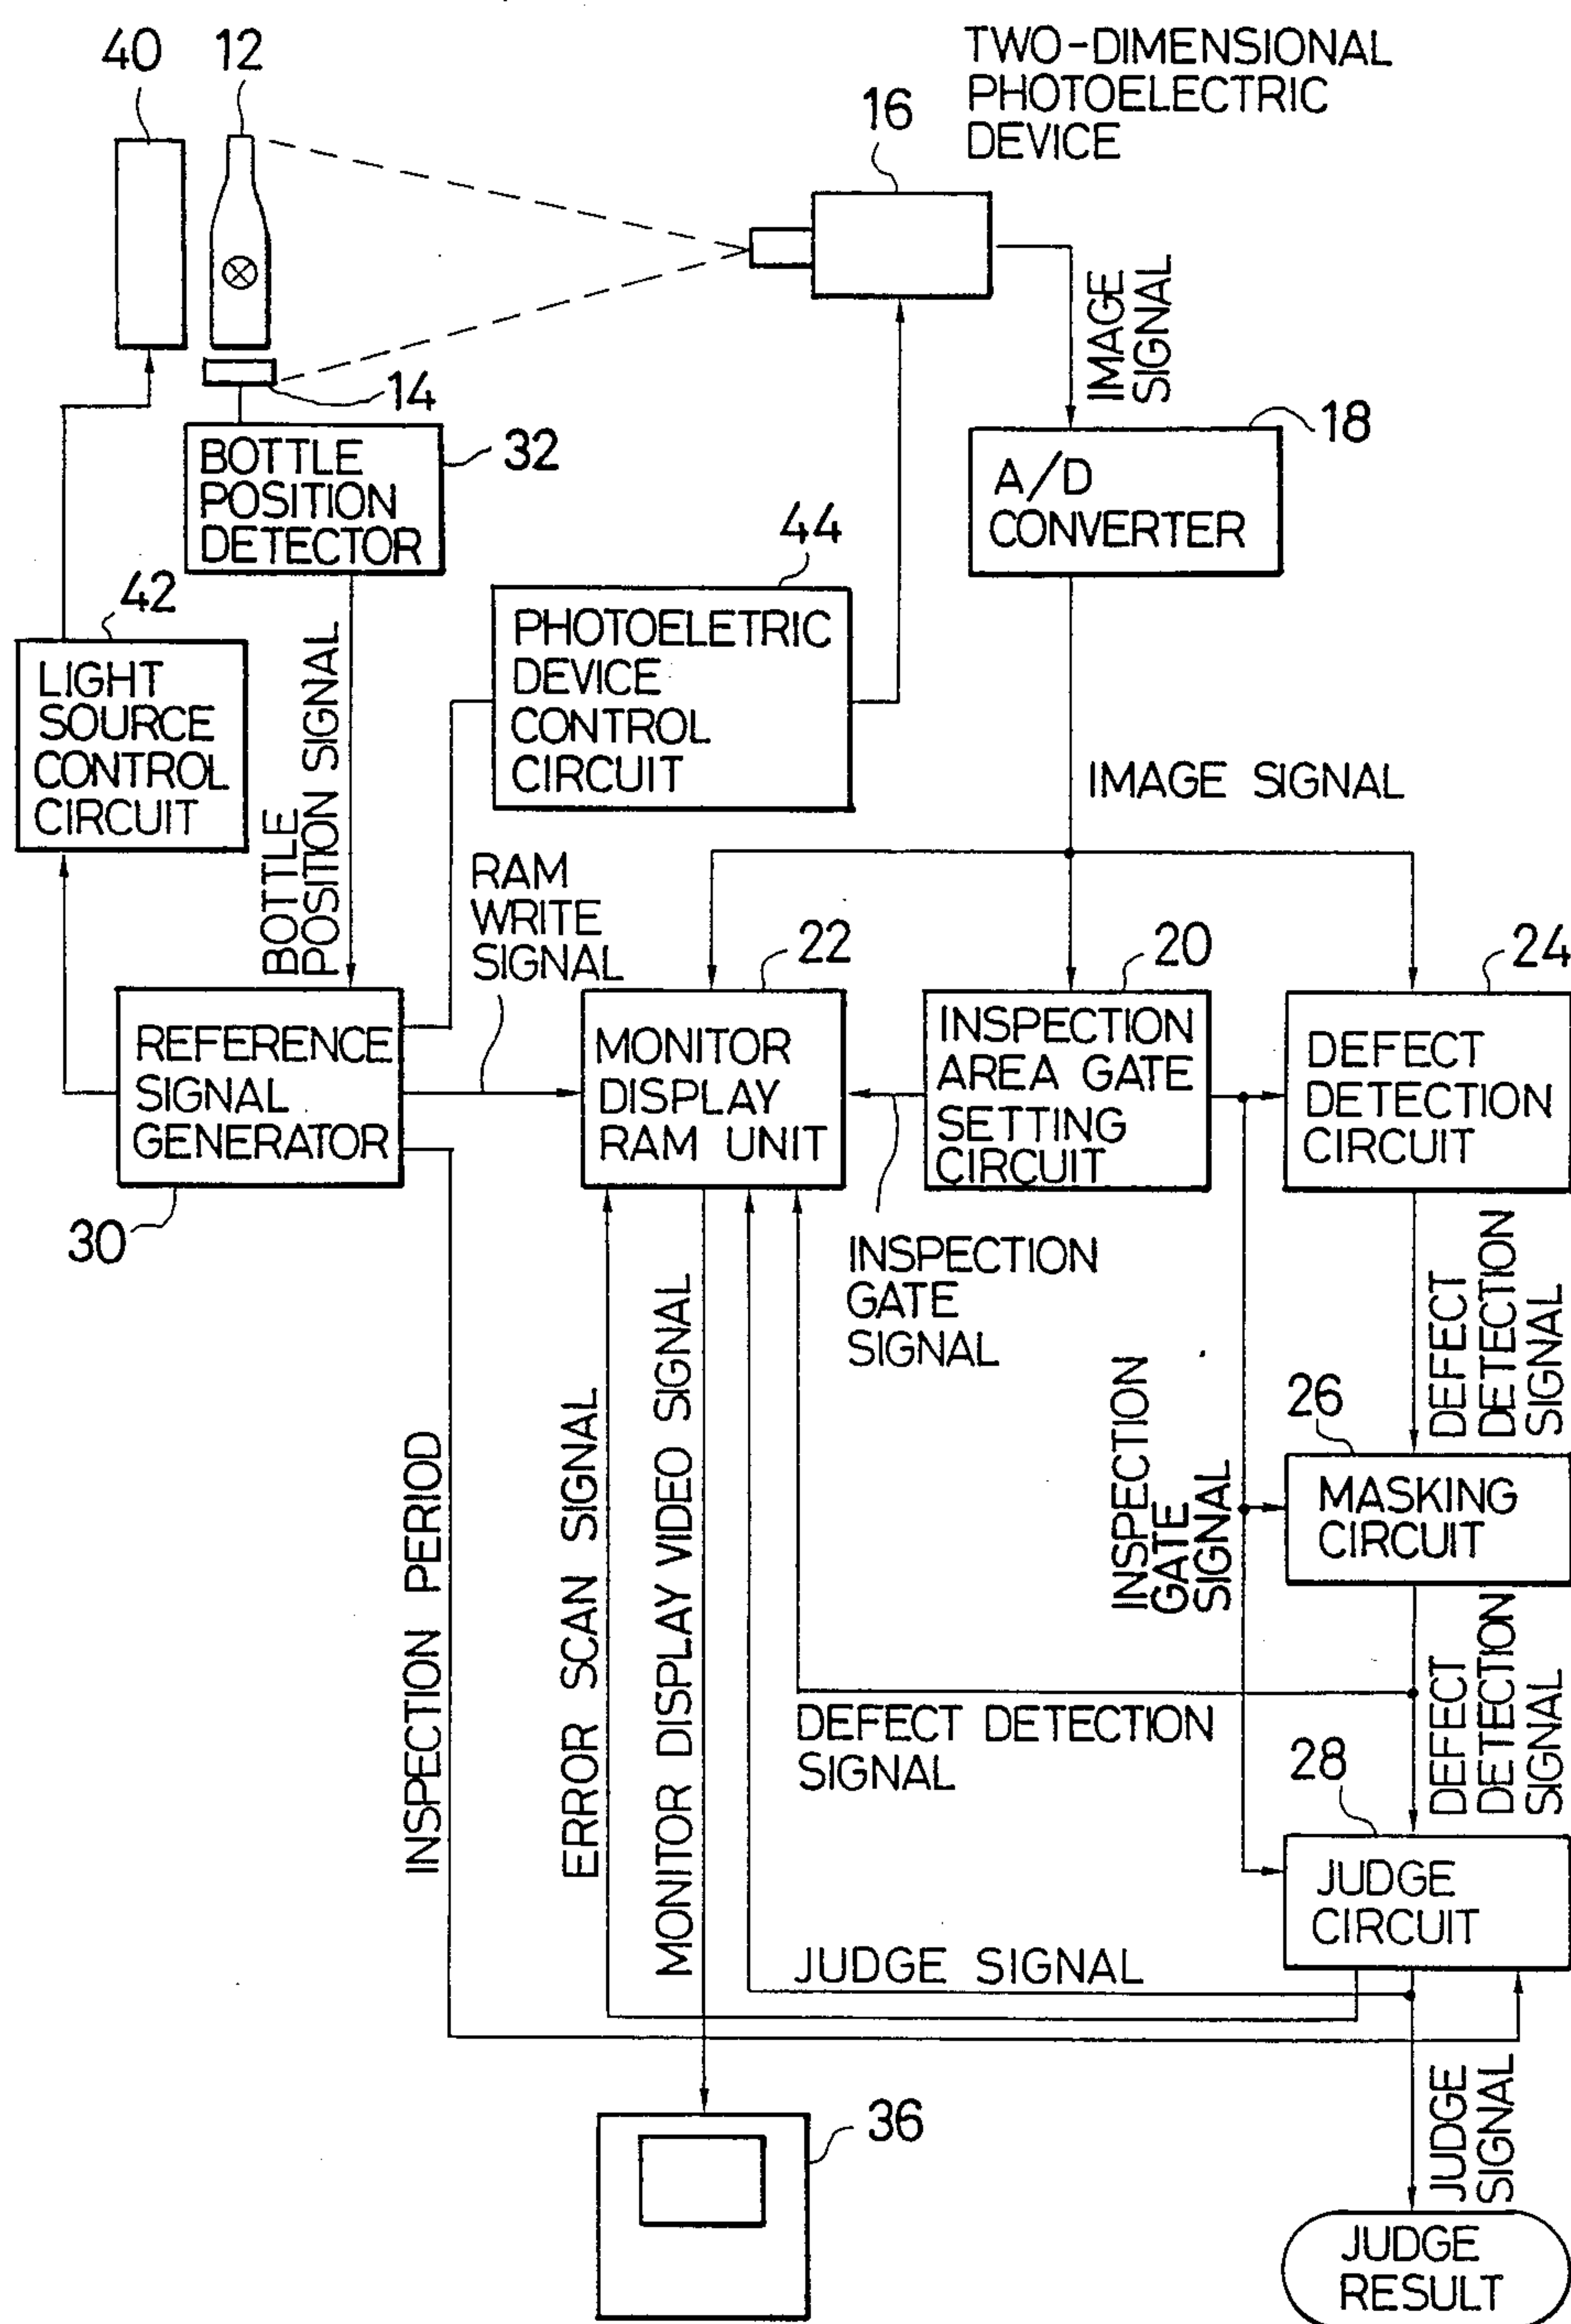 40
12
TWO-DIMENSIONAL
PHOTOELECTRIC
DEVICE
16
IMAGE
SIGNAL
14
18
BOTTLE
POSITION
DETECTOR
32
A/D
CONVERTER
44
42
PHOTOELETRIC
DEVICE
CONTROL
CIRCUIT
LIGHT
SOURCE
CONTROL
CIRCUIT
BOTTLE
POSITION SIGNAL
IMAGE SIGNAL
RAM
WRITE
SIGNAL
22
20
24
REFERENCE
SIGNAL
GENERATOR
30
MONITOR
DISPLAY
RAM UNIT
INSPECTION
AREA GATE
SETTING
CIRCUIT
DEFECT
DETECTION
CIRCUIT
INSPECTION
GATE
SIGNAL
DEFECT
DETECTION
SIGNAL
INSPECTION PERIOD
ERROR SCAN SIGNAL
MONITOR DISPLAY VIDEO SIGNAL
INSPECTION
GATE
SIGNAL
26
MASKING
CIRCUIT
DEFECT DETECTION
SIGNAL
DEFECT
DETECTION
SIGNAL
28
JUDGE
CIRCUIT
JUDGE SIGNAL
36
JUDGE
SIGNAL
JUDGE
RESULT